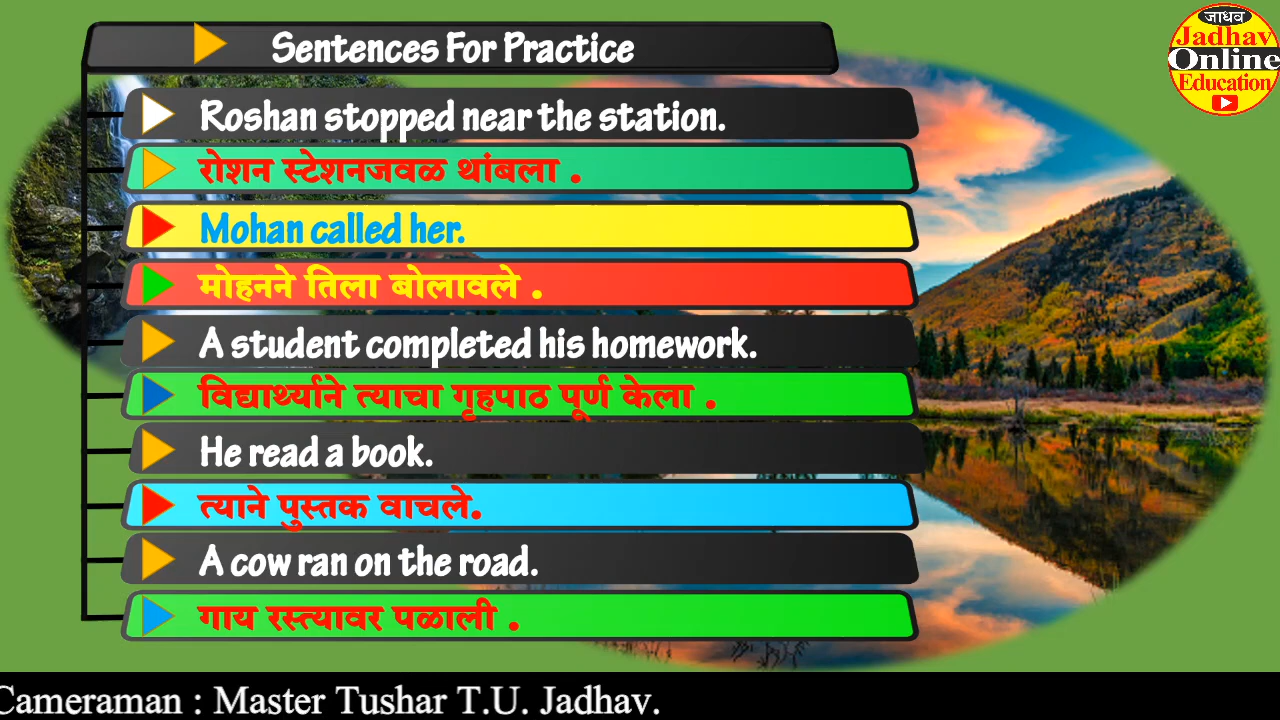 Sentences For Practice
जाधव
Jadhav
Online
Education
Roshan stopped near the station.
रोशन स्टेशनजवळ थांबला .
Mohan called her.
मोहनने तिला बोलावले .
A student completed his homework.
विद्यार्थ्याने त्याचा गृहपाठ पूर्ण केला .
He read a book.
त्याने पुस्तक वाचले.
A cow ran on the road.
गाय रस्त्यावर पळाली .
Cameraman : Master Tushar T.U. Jadhav.